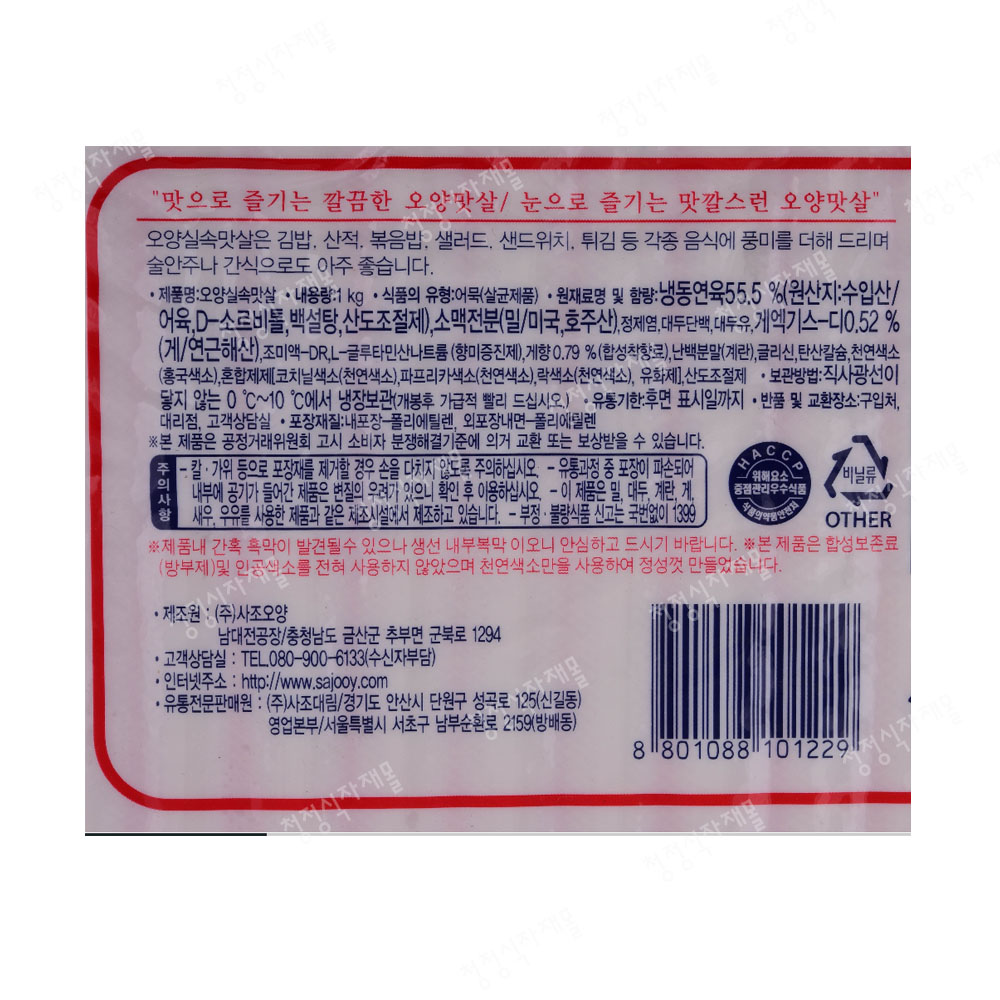 "맛으로 즐기는 깔끔한 오양맛살/ 눈으로 즐기는 맛깔스런 오양맛살"
오양실속맛살은 김밥. 산적. 볶음밥. 샐러드. 샌드위치. 튀김 등 각종 음식에 풍미를 더해 드리며
술안주나 간식으로도 아주 좋습니다.
• 제품명:오양실속맛살 • 내용량:1 kg • 식품의 유형:어묵(살균제품) • 원재료명 및 함량:냉동연육55.5 %(원산지:수입산/
어육,D-소르비톨,백설탕,산도조절제),소맥전분(밀/미국,호주산),정제염,대두단백,대두유,게엑기스-디0.52 %
(게/연근해산),조미액-DR,L-글루타민산나트륨 (향미증진제),게향 0.79 %(합성착향료),난백분말(계란),글리신,탄산칼슘,천연색소
(홍국색소),혼합제제[코치닐색소(천연색소),파프리카색소(천연색소),락색소(천연색소), 유화제],산도조절제 • 보관방법:직사광선이
닿지 않는 0 ℃~10 ℃에서 냉장보관(개봉후 가급적 빨리 드십시오.) • 유통기한:후면 표시일까지 • 반품 및 교환장소:구입처,
대리점, 고객상담실 • 포장재질:내포장-폴리에틸렌, 외포장내면-폴리에틸렌
※본 제품은 공정거래위원회 고시 소비자 분쟁해결기준에 의거 교환 또는 보상받을 수 있습니다.
주의사항
- 칼·가위 등으로 포장재를 제거할 경우 손을 다치지 않도록 주의하십시오. - 유통과정 중 포장이 파손되어
내부에 공기가 들어간 제품은 변질의 우려가 있으니 확인 후 이용하십시오. - 이 제품은 밀, 대두, 계란, 게,
새우, 우유를 사용한 제품과 같은 제조시설에서 제조하고 있습니다. - 부정·불량식품 신고는 국번없이 1399
HACCP
위해요소
중점관리우수식품
식품의약품안전처
비닐류
OTHER
※제품내 간혹 흑막이 발견될수 있으나 생선 내부복막 이오니 안심하고 드시기 바랍니다. ※본 제품은 합성보존료
(방부제)및 인공색소를 전혀 사용하지 않았으며 천연색소만을 사용하여 정성껏 만들었습니다.
• 제조원 : (주)사조오양
남대전공장/충청남도 금산군 추부면 군북로 1294
• 고객상담실 : TEL.080-900-6133(수신자부담)
• 인터넷주소 : http://www.sajooy.com
• 유통전문판매원 : (주)사조대림/경기도 안산시 단원구 성곡로 125(신길동)
영업본부/서울특별시 서초구 남부순환로 2159(방배동)
8 801088 101229
청정식자재몰